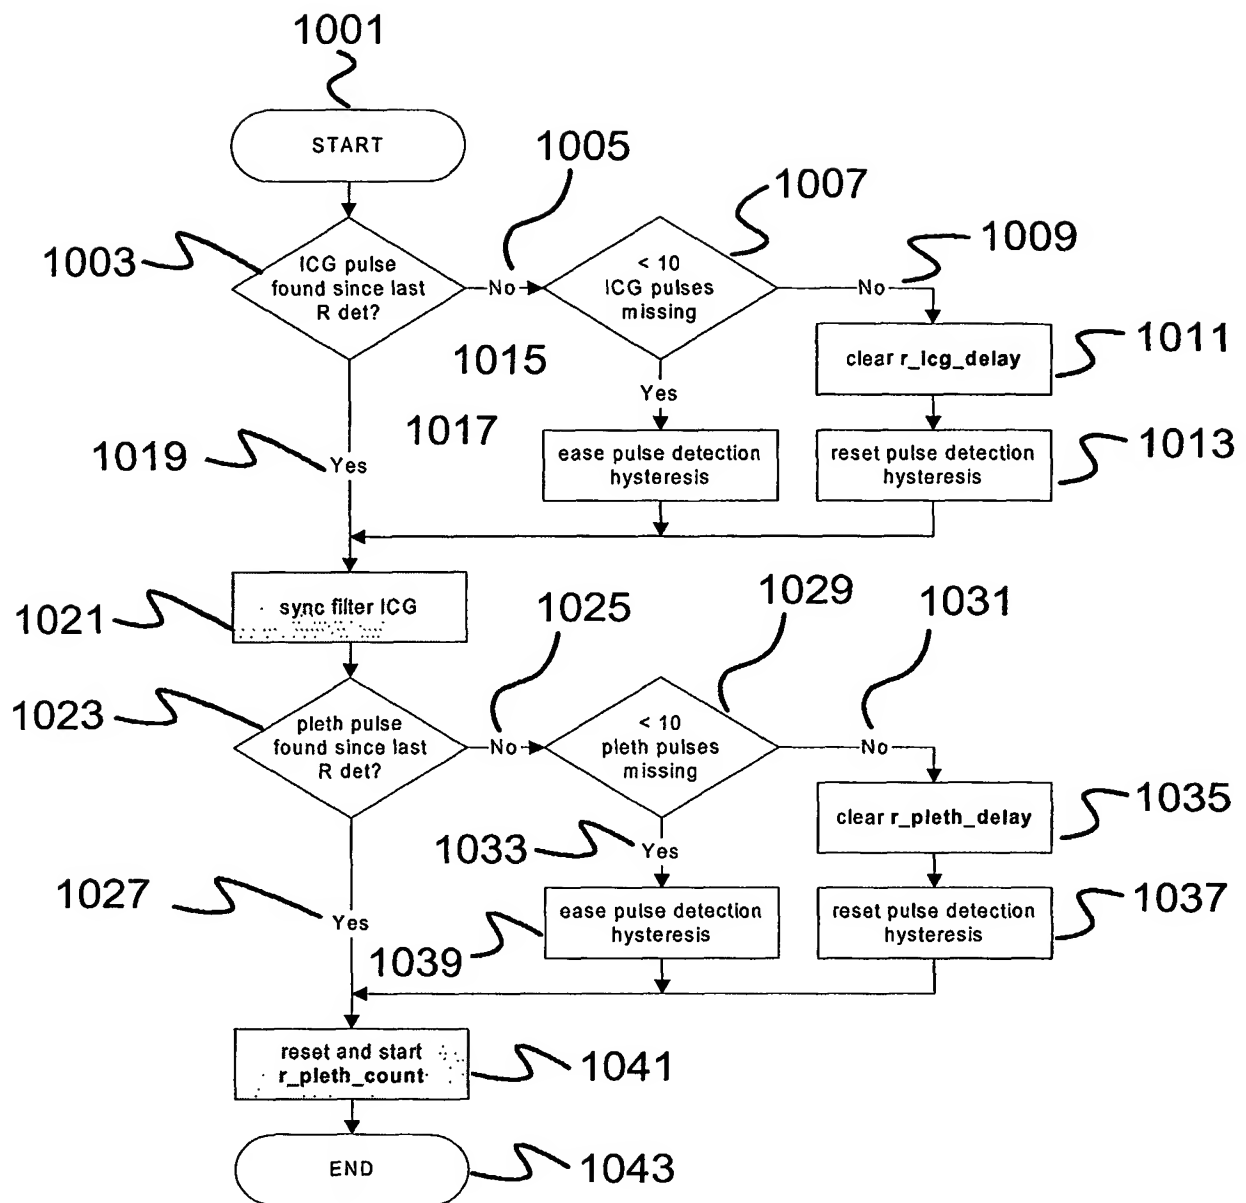 1001
START
1005
1007
1003
ICG pulse
found since last
R det?
No
< 10
ICG pulses
missing
No
1009
1011
clear r_icg_delay
1015
Yes
1017
1019
Yes
ease pulse detection
hysteresis
reset pulse detection
hysteresis
1013
1021
sync filter ICG
1025
1029
1031
1023
pleth pulse
found since last
R det?
No
< 10
pleth pulses
missing
No
1035
clear r_pleth_delay
1033
Yes
1027
Yes
1039
ease pulse detection
hysteresis
reset pulse detection
hysteresis
1037
reset and start
r_pleth_count
1041
END
1043